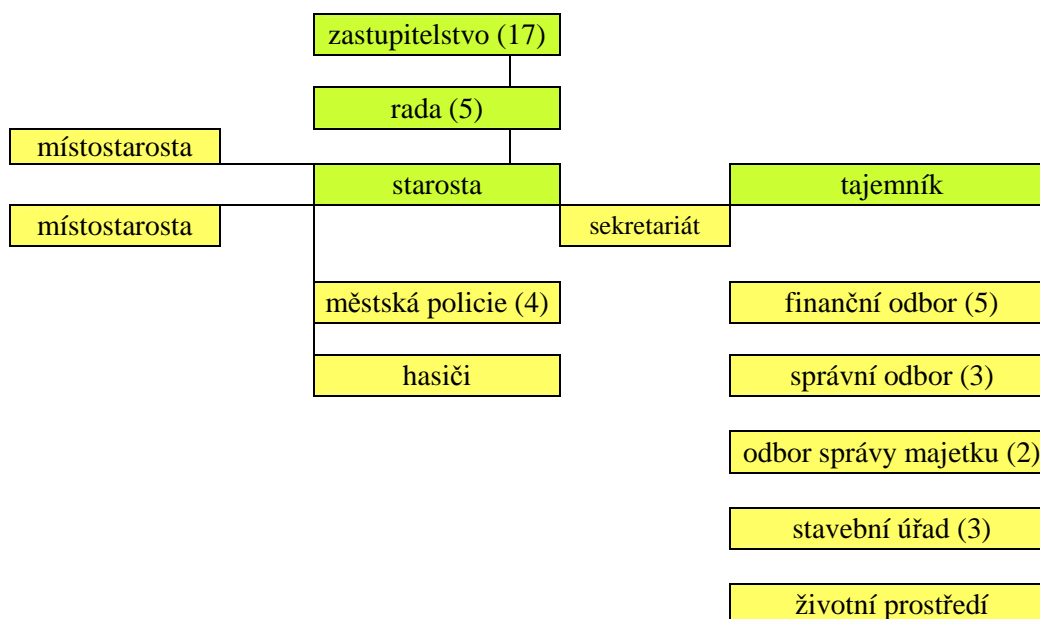 zastupitelstvo (17)
rada (5)
místostarosta
starosta
tajemník
místostarosta
sekretariát
městská policie (4)
finanční odbor (5)
hasiči
správní odbor (3)
odbor správy majetku (2)
stavební úřad (3)
životní prostředí